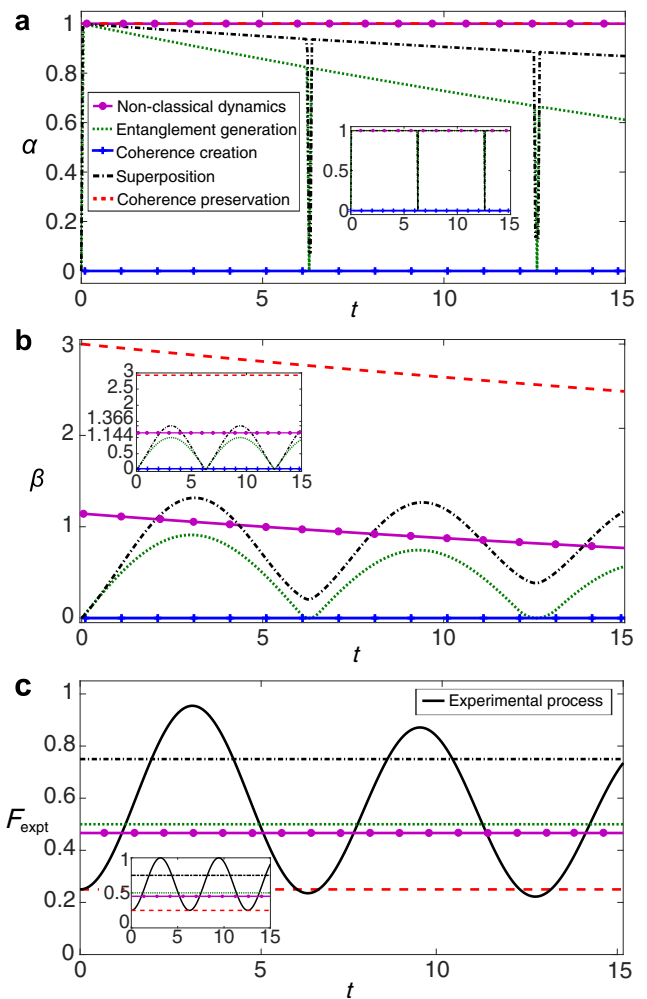 a
1
0.8
0.6
0.4
0.2
0
α
Non-classical dynamics
Entanglement generation
Coherence creation
Superposition
Coherence preservation
1
0.5
0
0 5 10 15
0 5 10 15
t
b
3
2
1
0
β
3
2.5
2
1.366
1.144
0.5
0
0 5 10 15
0 5 10 15
t
c
1
0.8
0.6
0.4
0.2
0
F expt
Experimental process
1
0.5
0
0 5 10 15
0 5 10 15
t